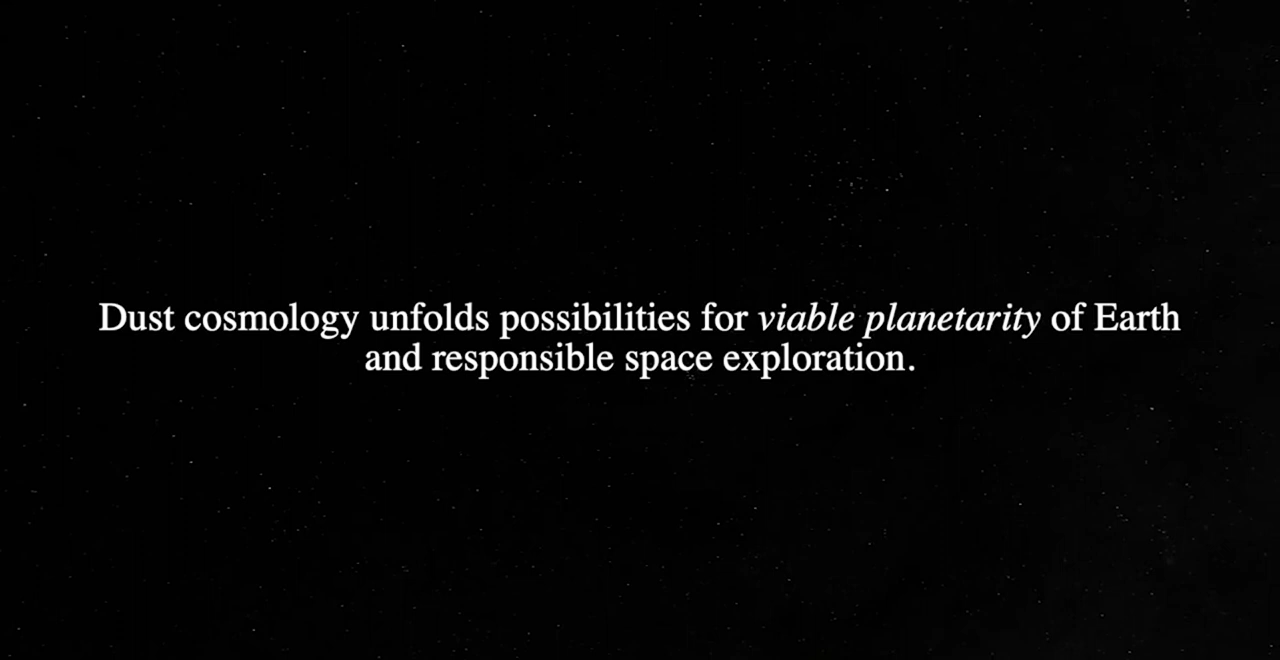 Dust cosmology unfolds possibilities for viable planetarity of Earth
and responsible space exploration.